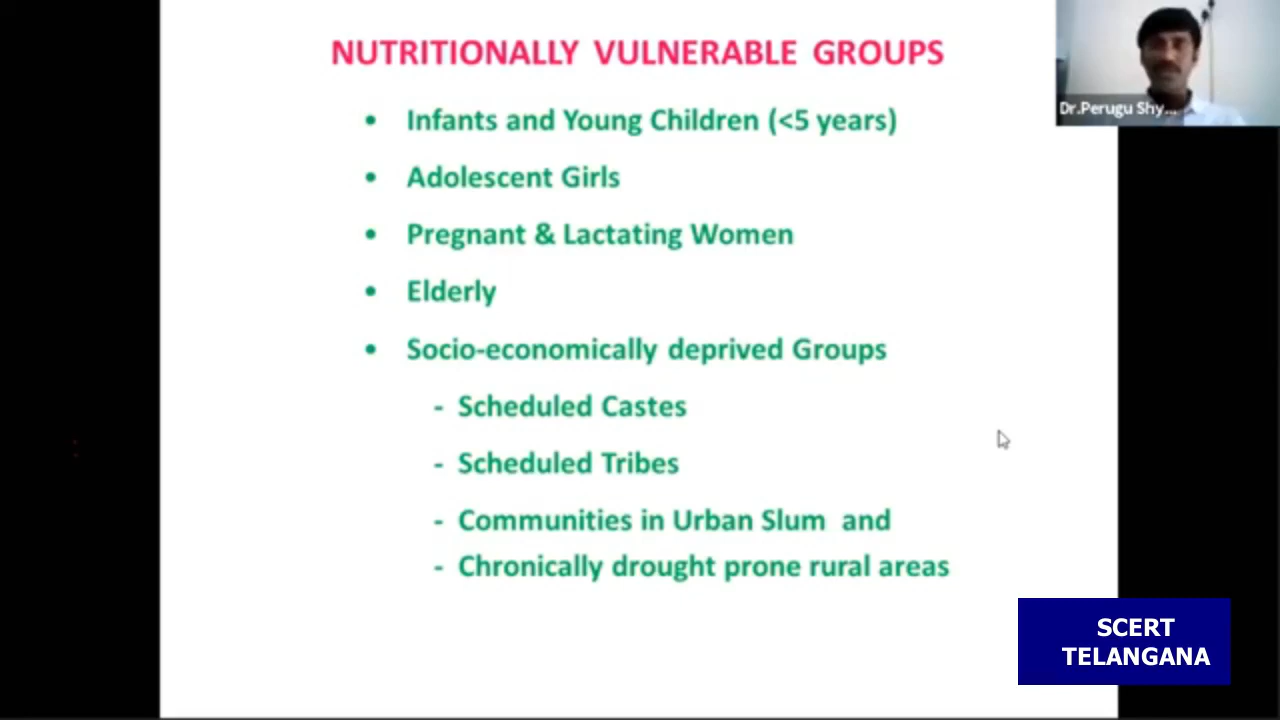 NUTRITIONALLY VULNERABLE GROUPS
• Infants and Young Children (<5 years)
• Adolescent Girls
• Pregnant & Lactating Women
• Elderly
• Socio-economically deprived Groups
- Scheduled Castes
- Scheduled Tribes
- Communities in Urban Slum and
- Chronically drought prone rural areas
Dr.Perugu Shy...
SCERT
TELANGANA